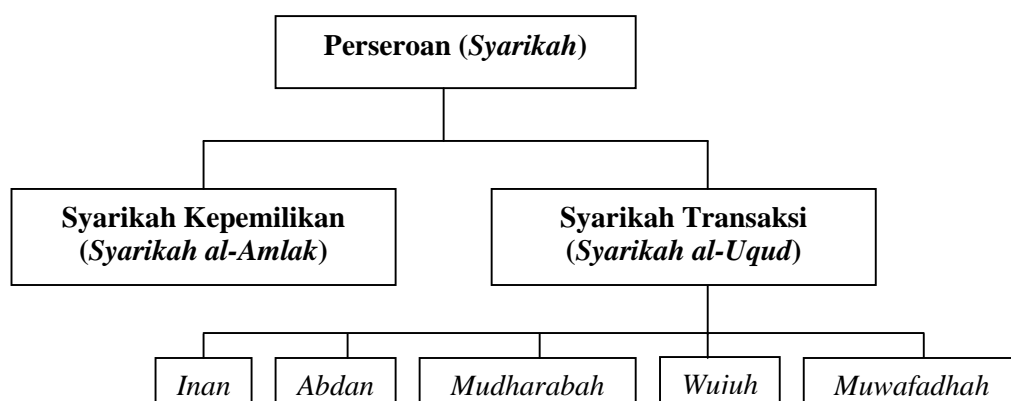 Perseroan (Syarikah)
Syarikah Kepemilikan
(Syarikah al-Amlak)
Syarikah Transaksi
(Syarikah al-Uqud)
Inan
Abdan
Mudharabah
Wujuh
Muwafadhah